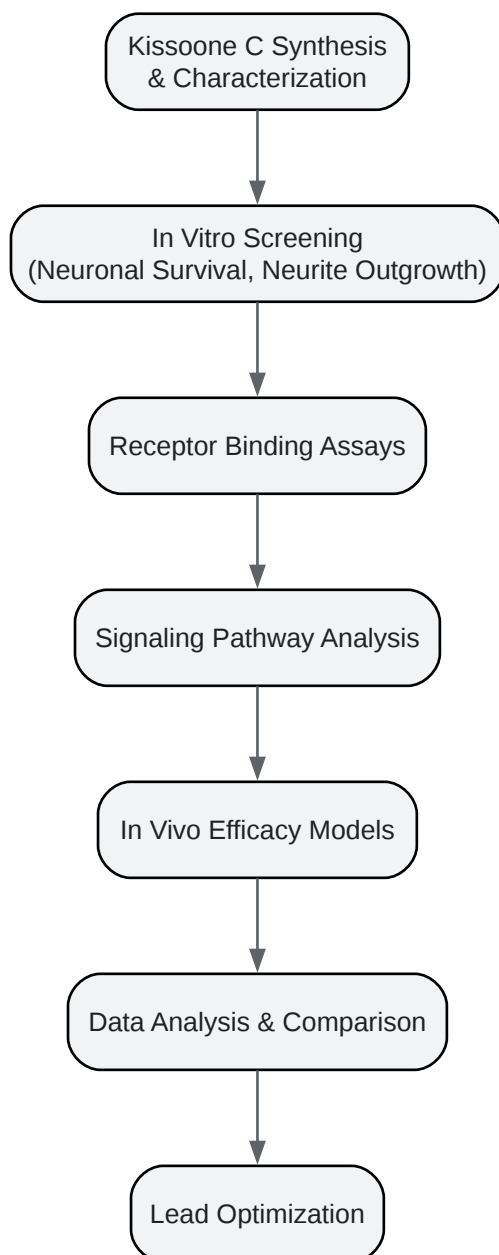 Kissoone C Synthesis
& Characterization
In Vitro Screening
(Neuronal Survival, Neurite Outgrowth)
Receptor Binding Assays
Signaling Pathway Analysis
In Vivo Efficacy Models
Data Analysis & Comparison
Lead Optimization